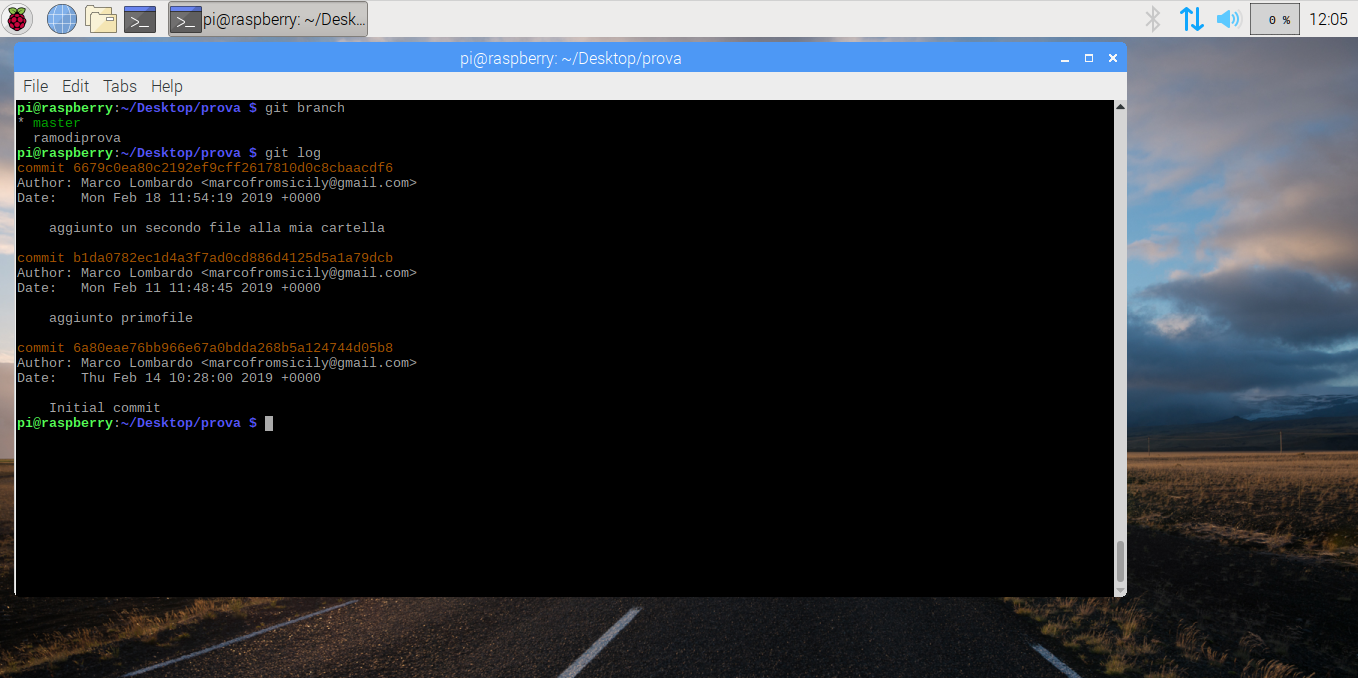 pi@raspberry: ~/Desk...
0 %
12:05
pi@raspberry: ~/Desktop/prova
File Edit Tabs Help
pi@raspberry:~/Desktop/prova $ git branch
* master
  ramodiprova
pi@raspberry:~/Desktop/prova $ git log
commit 6679c0ea80c2192ef9cff2617810d0c8cbaacdf6
Author: Marco Lombardo <marcofromsicily@gmail.com>
Date:   Mon Feb 18 11:54:19 2019 +0000
    aggiunto un secondo file alla mia cartella
commit b1da0782ec1d4a3f7ad0cd886d4125d5a1a79dcb
Author: Marco Lombardo <marcofromsicily@gmail.com>
Date:   Mon Feb 11 11:48:45 2019 +0000
    aggiunto primofile
commit 6a80eae76bb966e67a0bdda268b5a124744d05b8
Author: Marco Lombardo <marcofromsicily@gmail.com>
Date:   Thu Feb 14 10:28:00 2019 +0000
    Initial commit
pi@raspberry:~/Desktop/prova $